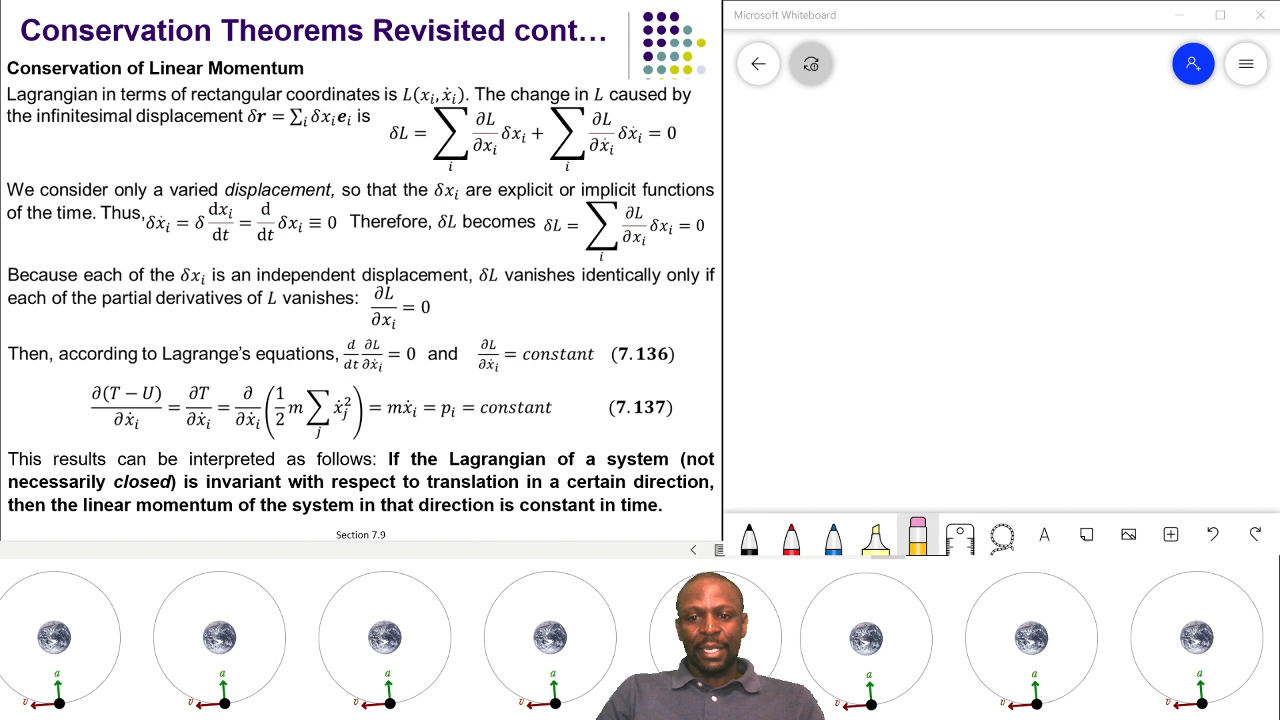 Conservation Theorems Revisited cont…
Conservation of Linear Momentum
Lagrangian in terms of rectangular coordinates is L(xᵢ, ẋᵢ). The change in L caused by
the infinitesimal displacement δr = ∑ᵢ δxᵢeᵢ is
δL = ∑ᵢ ∂L/∂xᵢ δxᵢ + ∑ᵢ ∂L/∂ẋᵢ δẋᵢ = 0
We consider only a varied displacement, so that the δxᵢ are explicit or implicit functions
of the time. Thus, δẋᵢ = δ dxᵢ/dt = d/dt δxᵢ ≡ 0 Therefore, δL becomes δL = ∑ᵢ ∂L/∂xᵢ δxᵢ = 0
Because each of the δxᵢ is an independent displacement, δL vanishes identically only if
each of the partial derivatives of L vanishes: ∂L/∂xᵢ = 0
Then, according to Lagrange's equations, d/dt ∂L/∂ẋᵢ = 0 and ∂L/∂ẋᵢ = constant (7.136)
∂(T − U)/∂ẋᵢ = ∂T/∂ẋᵢ = ∂/∂ẋᵢ (1/2 m ∑ⱼ ẋⱼ²) = mẋᵢ = pᵢ = constant (7.137)
This results can be interpreted as follows: If the Lagrangian of a system (not
necessarily closed) is invariant with respect to translation in a certain direction,
then the linear momentum of the system in that direction is constant in time.
Section 7.9
Microsoft Whiteboard
A
a a a a a a a
v v v v v v v